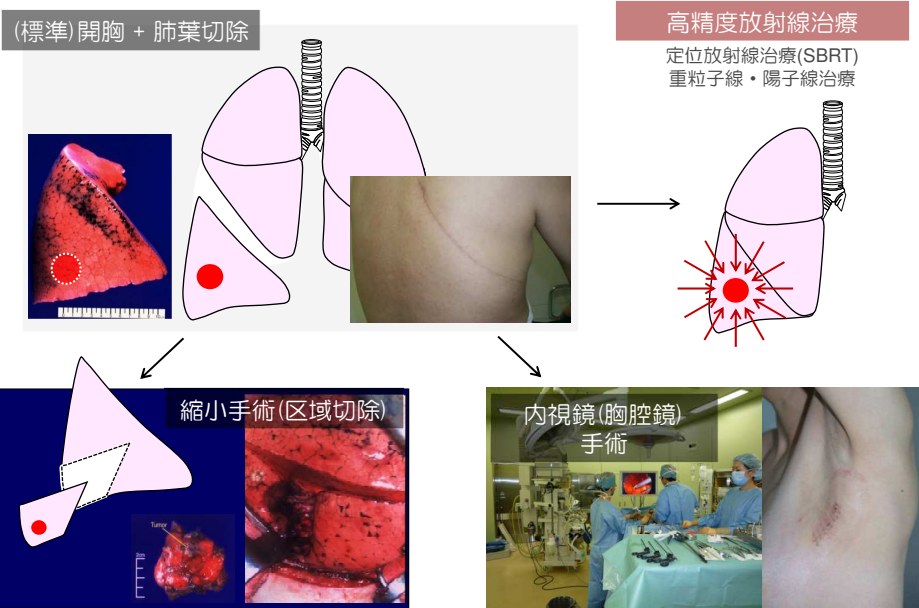 (標準)開胸 + 肺葉切除
高精度放射線治療
定位放射線治療(SBRT)
重粒子線・陽子線治療
縮小手術(区域切除)
Tumor
2cm
内視鏡(胸腔鏡)
手術